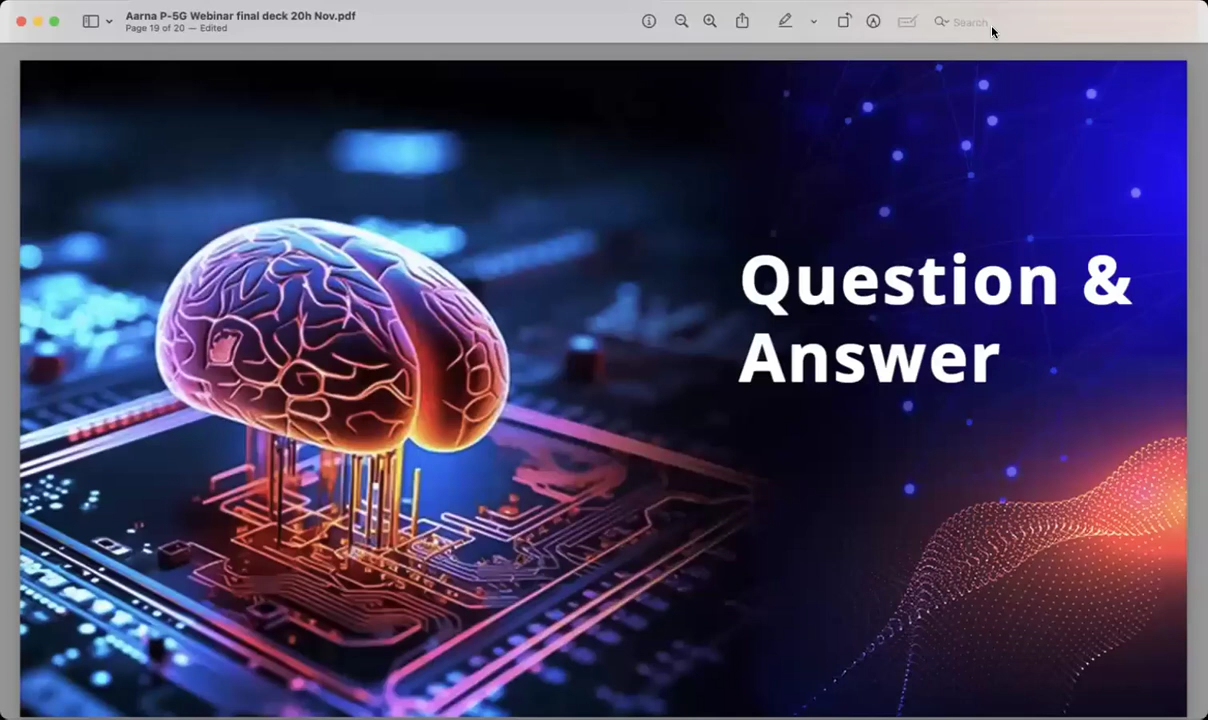 Aarna P-5G Webinar final deck 20h Nov.pdf
Page 19 of 20 — Edited
Search
Question &
Answer